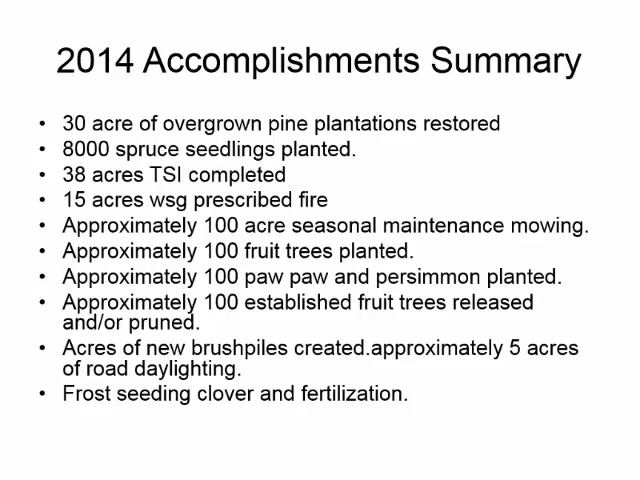 2014 Accomplishments Summary
• 30 acre of overgrown pine plantations restored
• 8000 spruce seedlings planted.
• 38 acres TSI completed
• 15 acres wsg prescribed fire
• Approximately 100 acre seasonal maintenance mowing.
• Approximately 100 fruit trees planted.
• Approximately 100 paw paw and persimmon planted.
• Approximately 100 established fruit trees released
and/or pruned.
• Acres of new brushpiles created.approximately 5 acres
of road daylighting.
• Frost seeding clover and fertilization.